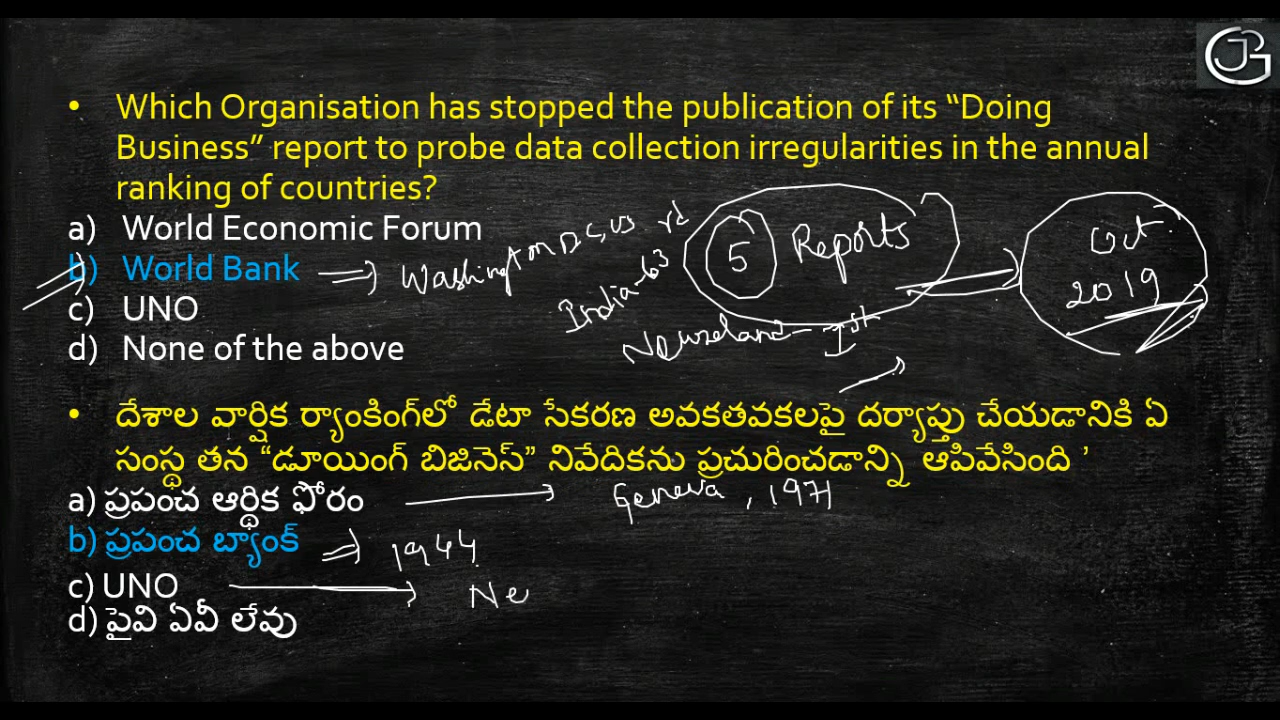 • Which Organisation has stopped the publication of its “Doing
Business” report to probe data collection irregularities in the annual
ranking of countries?
a) World Economic Forum
b) World Bank ⇒ Washington DC, US
c) UNO
d) None of the above
5 Reports
Oct
2019
India-63 rd
Newzeland - Ist
• దేశాల వార్షిక ర్యాంకింగ్‌లో డేటా సేకరణ అవకతవకలపై దర్యాప్తు చేయడానికి ఏ
సంస్థ తన “డూయింగ్ బిజినెస్” నివేదికను ప్రచురించడాన్ని ఆపివేసింది ’
a) ప్రపంచ ఆర్థిక ఫోరం → Geneva, 1971
b) ప్రపంచ బ్యాంక్ ⇒ 1944
c) UNO → Ne
d) పైవి ఏవీ లేవు